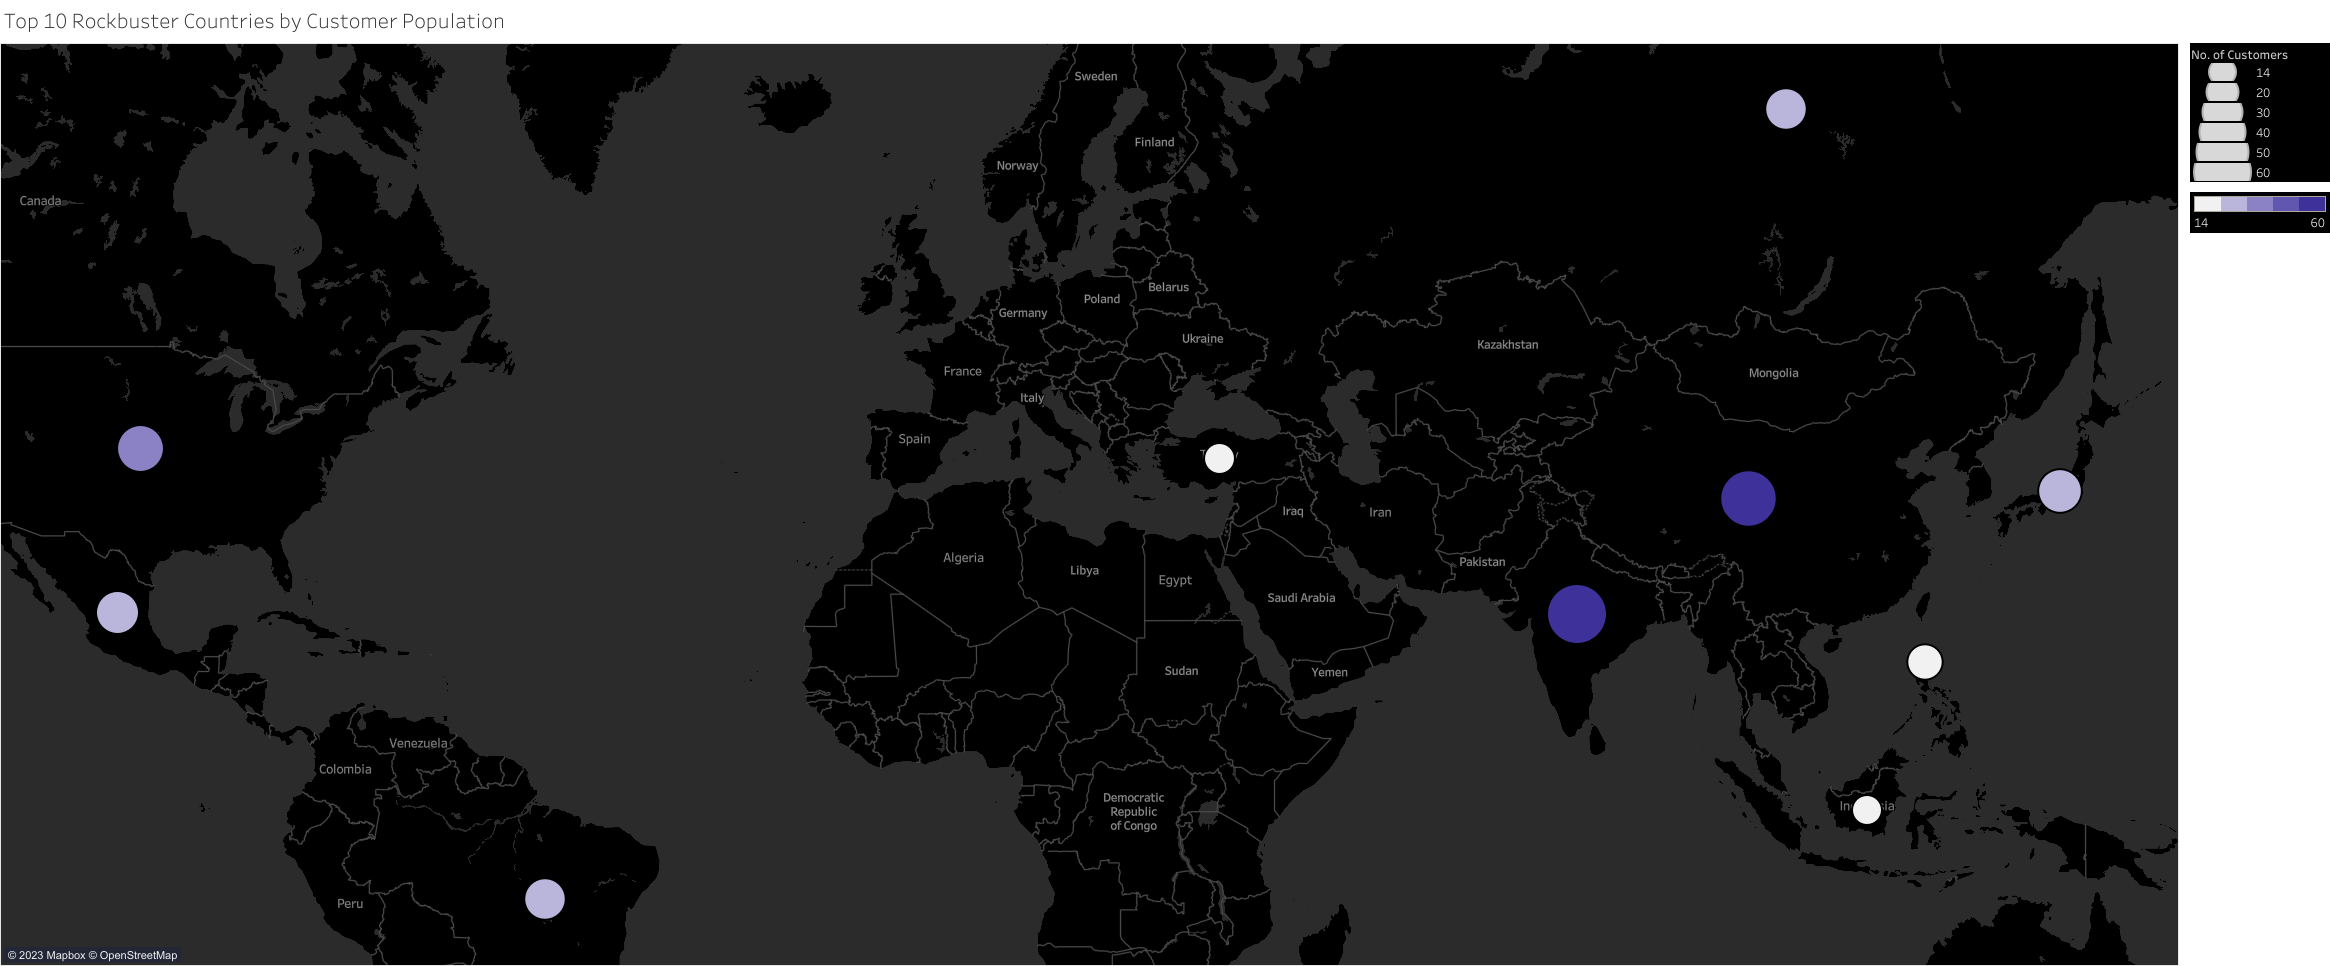 Top 10 Rockbuster Countries by Customer Population
No. of Customers
14
20
30
40
50
60
14 60
Sweden
Finland
Norway
Canada
Belarus
Poland
Germany
Ukraine
Kazakhstan
France
Mongolia
Italy
Spain
Iraq
Iran
Algeria
Libya
Pakistan
Egypt
Saudi Arabia
Sudan
Yemen
Venezuela
Colombia
Democratic
Republic
of Congo
Peru
© 2023 Mapbox © OpenStreetMap